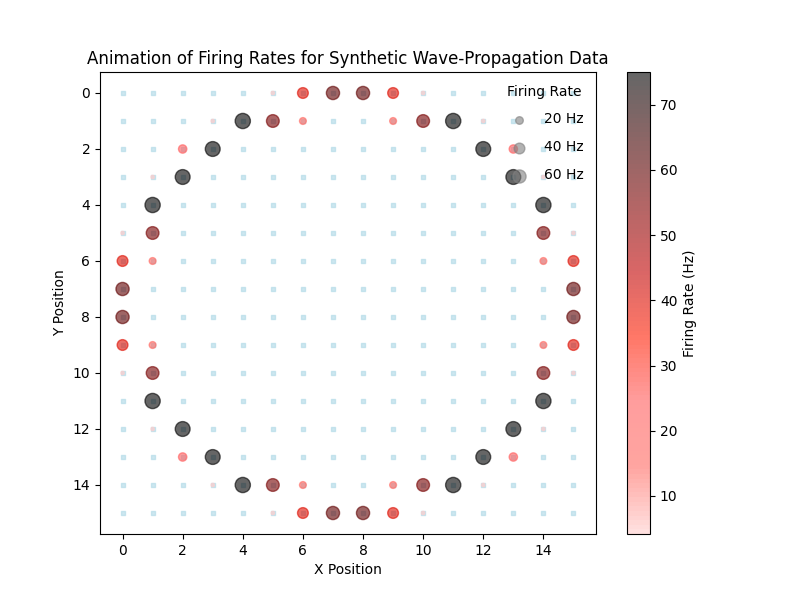 Animation of Firing Rates for Synthetic Wave-Propagation Data
Firing Rate
20 Hz
40 Hz
60 Hz
0
2
4
6
8
10
12
14
Y Position
0 2 4 6 8 10 12 14
X Position
70
60
50
40
30
20
10
Firing Rate (Hz)